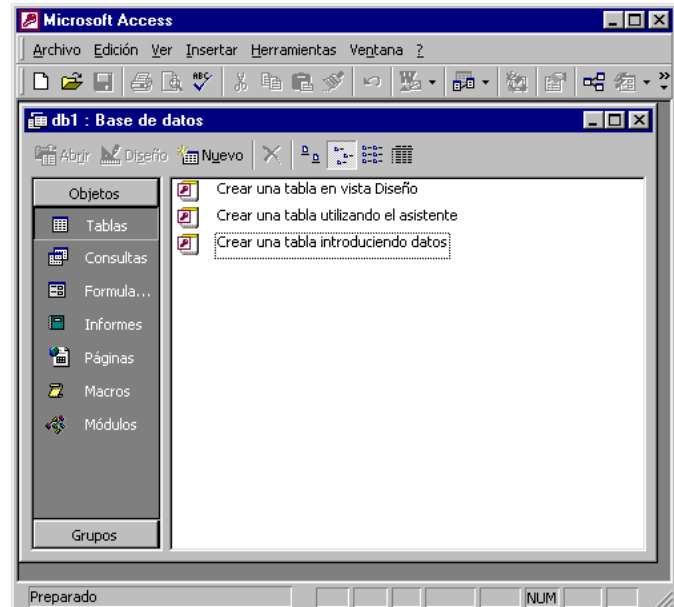 Microsoft Access
Archivo Edición Ver Insertar Herramientas Ventana ?
ABC
db1 : Base de datos
Abrir Diseño Nuevo
Objetos
Tablas
Consultas
Formula...
Informes
Páginas
Macros
Módulos
Grupos
Crear una tabla en vista Diseño
Crear una tabla utilizando el asistente
Crear una tabla introduciendo datos
Preparado
NUM